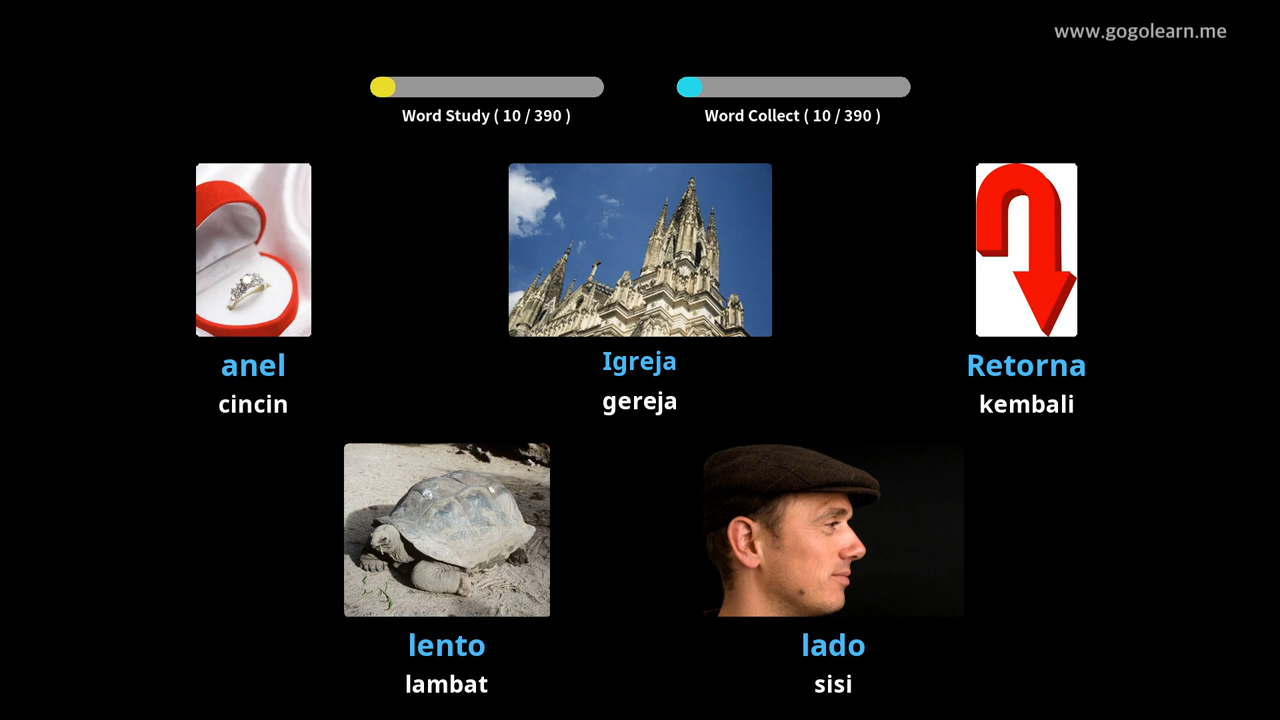 www.gogolearn.me
Word Study ( 10 / 390 )
Word Collect ( 10 / 390 )
anel
cincin
Igreja
gereja
Retorna
kembali
lento
lambat
lado
sisi